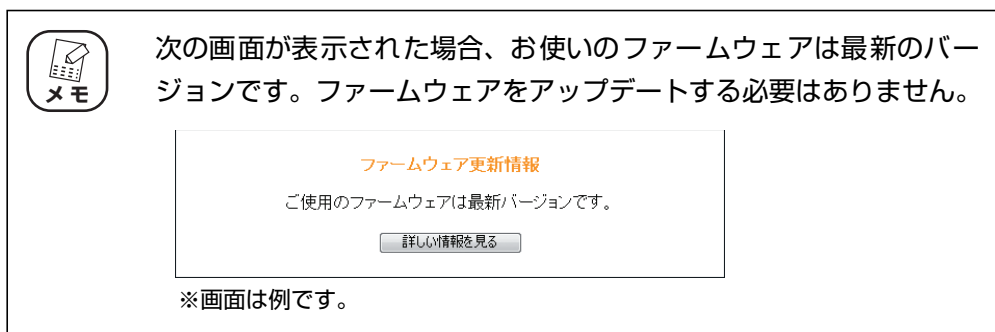 メモ
次の画面が表示された場合、お使いのファームウェアは最新のバー
ジョンです。ファームウェアをアップデートする必要はありません。
ファームウェア更新情報
ご使用のファームウェアは最新バージョンです。
詳しい情報を見る
※画面は例です。